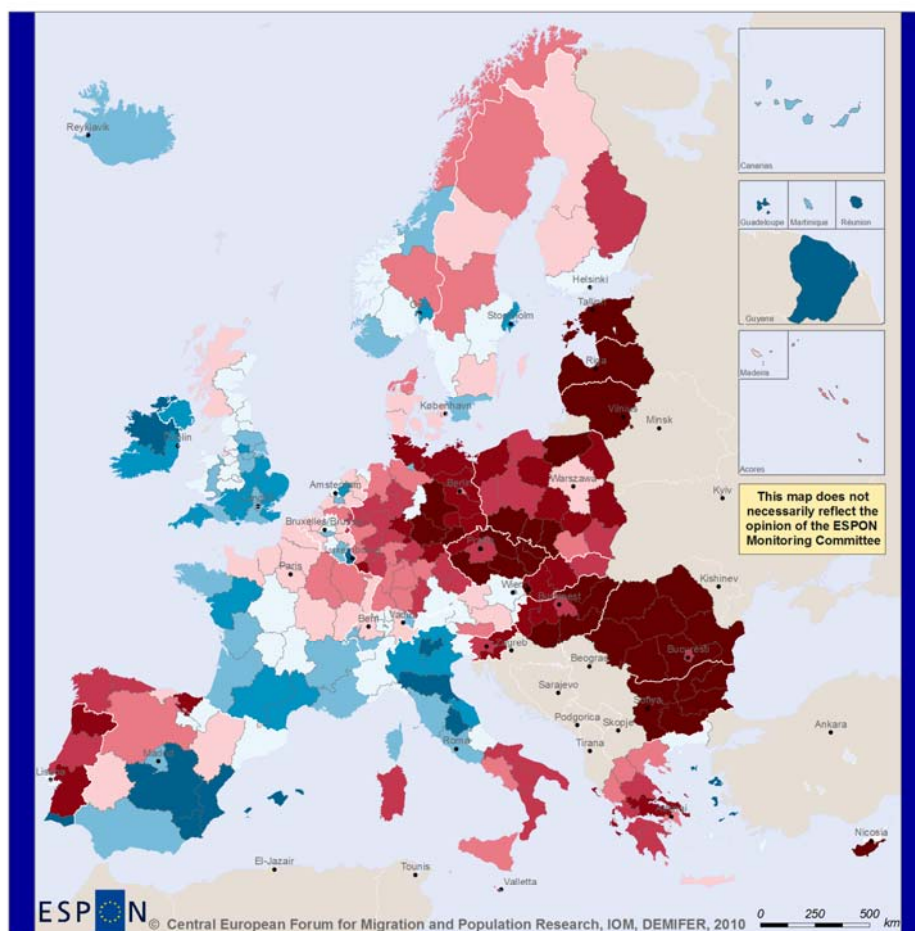 Reykjavik
Canarias
Guadeloupe
Martinique
Réunion
Guyane
Helsinki
Tallinn
Stockholm
Madeira
Riga
Acores
København
Vilnius
Minsk
Dublin
Amsterdam
Berlin
Warszawa
Kyiv
This map does not
necessarily reflect the
opinion of the ESPON
Monitoring Committee
Paris
Wien
Kishinev
Bern
Vaduz
Budapest
Zagreb
Bucuresti
Beograd
Sarajevo
Sofiya
Podgorica
Skopje
Roma
Tirana
Ankara
Madrid
Lisboa
Nicosia
El-Jazair
Tounis
Valletta
ESPON
© Central European Forum for Migration and Population Research, IOM, DEMIFER, 2010
0 250 500
km